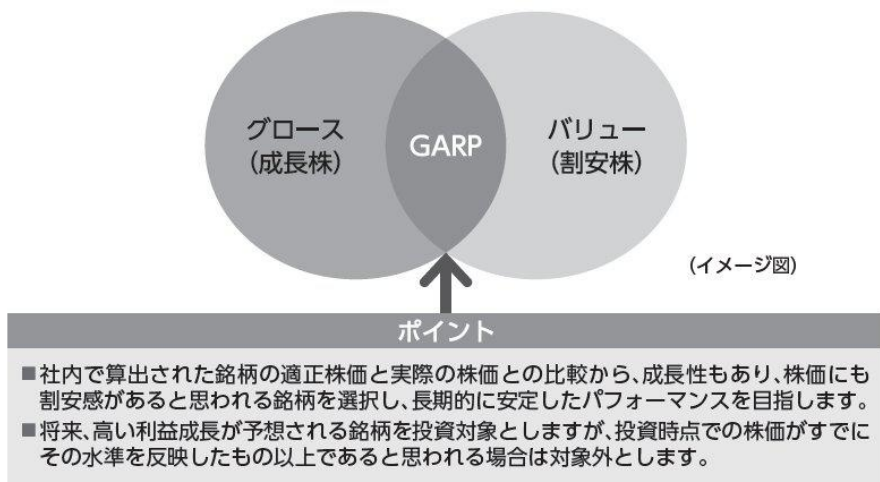 グロース
(成長株)
GARP
バリュー
(割安株)
(イメージ図)
ポイント
■社内で算出された銘柄の適正株価と実際の株価との比較から、成長性もあり、株価にも
割安感があると思われる銘柄を選択し、長期的に安定したパフォーマンスを目指します。
■将来、高い利益成長が予想される銘柄を投資対象としますが、投資時点での株価がすでに
その水準を反映したもの以上であると思われる場合は対象外とします。